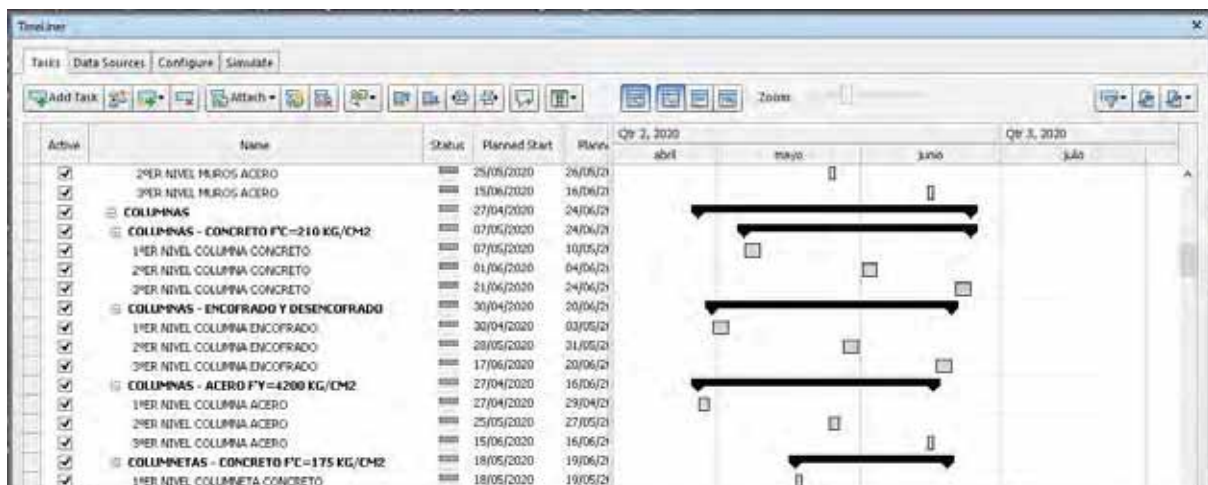 TimeLiner
Tasks Data Sources Configure Simulate
Add Task Attach Zoom:
Active Name Status Planned Start Plann Qtr 2, 2020 Qtr 3, 2020
abril mayo junio julio
2ºER NIVEL MUROS ACERO 25/05/2020 26/05/2
3ºER NIVEL MUROS ACERO 15/06/2020 16/06/2
COLUMNAS 27/04/2020 24/06/2
COLUMNAS - CONCRETO F'C=210 KG/CM2 07/05/2020 24/06/2
1ºER NIVEL COLUMNA CONCRETO 07/05/2020 10/05/2
2ºER NIVEL COLUMNA CONCRETO 01/06/2020 04/06/2
3ºER NIVEL COLUMNA CONCRETO 21/06/2020 24/06/2
COLUMNAS - ENCOFRADO Y DESENCOFRADO 30/04/2020 20/06/2
1ºER NIVEL COLUMNA ENCOFRADO 30/04/2020 03/05/2
2ºER NIVEL COLUMNA ENCOFRADO 28/05/2020 31/05/2
3ºER NIVEL COLUMNA ENCOFRADO 17/06/2020 20/06/2
COLUMNAS - ACERO F'Y=4200 KG/CM2 27/04/2020 16/06/2
1ºER NIVEL COLUMNA ACERO 27/04/2020 29/04/2
2ºER NIVEL COLUMNA ACERO 25/05/2020 27/05/2
3ºER NIVEL COLUMNA ACERO 15/06/2020 16/06/2
COLUMNETAS - CONCRETO F'C=175 KG/CM2 18/05/2020 19/06/2
1ºER NIVEL COLUMNETA CONCRETO 18/05/2020 19/05/2